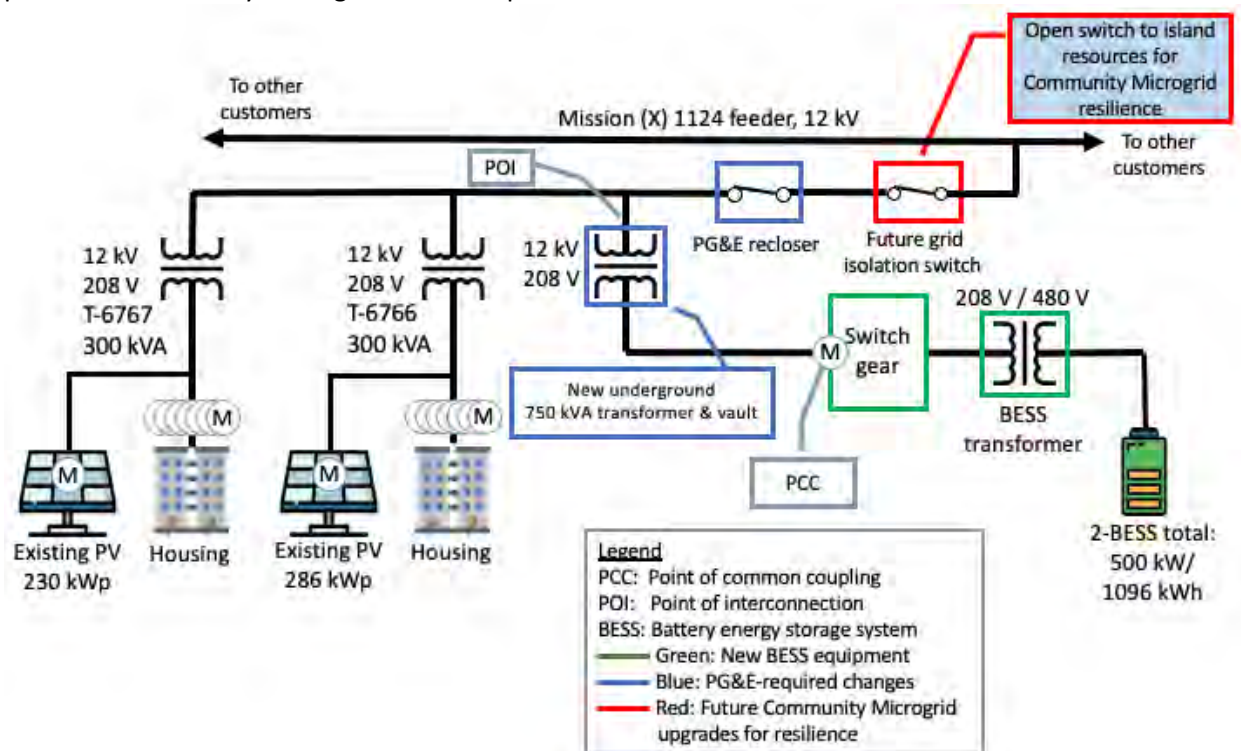 Open switch to island
resources for
Community Microgrid
resilience
To other
customers
Mission (X) 1124 feeder, 12 kV
To other
customers
POI
PG&E recloser
Future grid
isolation switch
12 kV
208 V
T-6767
300 kVA
12 kV
208 V
T-6766
300 kVA
12 kV
208 V
208 V / 480 V
M
Switch
gear
BESS
transformer
New underground
750 kVA transformer & vault
M
M
M
M
PCC
Existing PV
230 kWp
Housing
Existing PV
286 kWp
Housing
2-BESS total:
500 kW/
1096 kWh
Legend
PCC: Point of common coupling
POI: Point of interconnection
BESS: Battery energy storage system
Green: New BESS equipment
Blue: PG&E-required changes
Red: Future Community Microgrid
upgrades for resilience